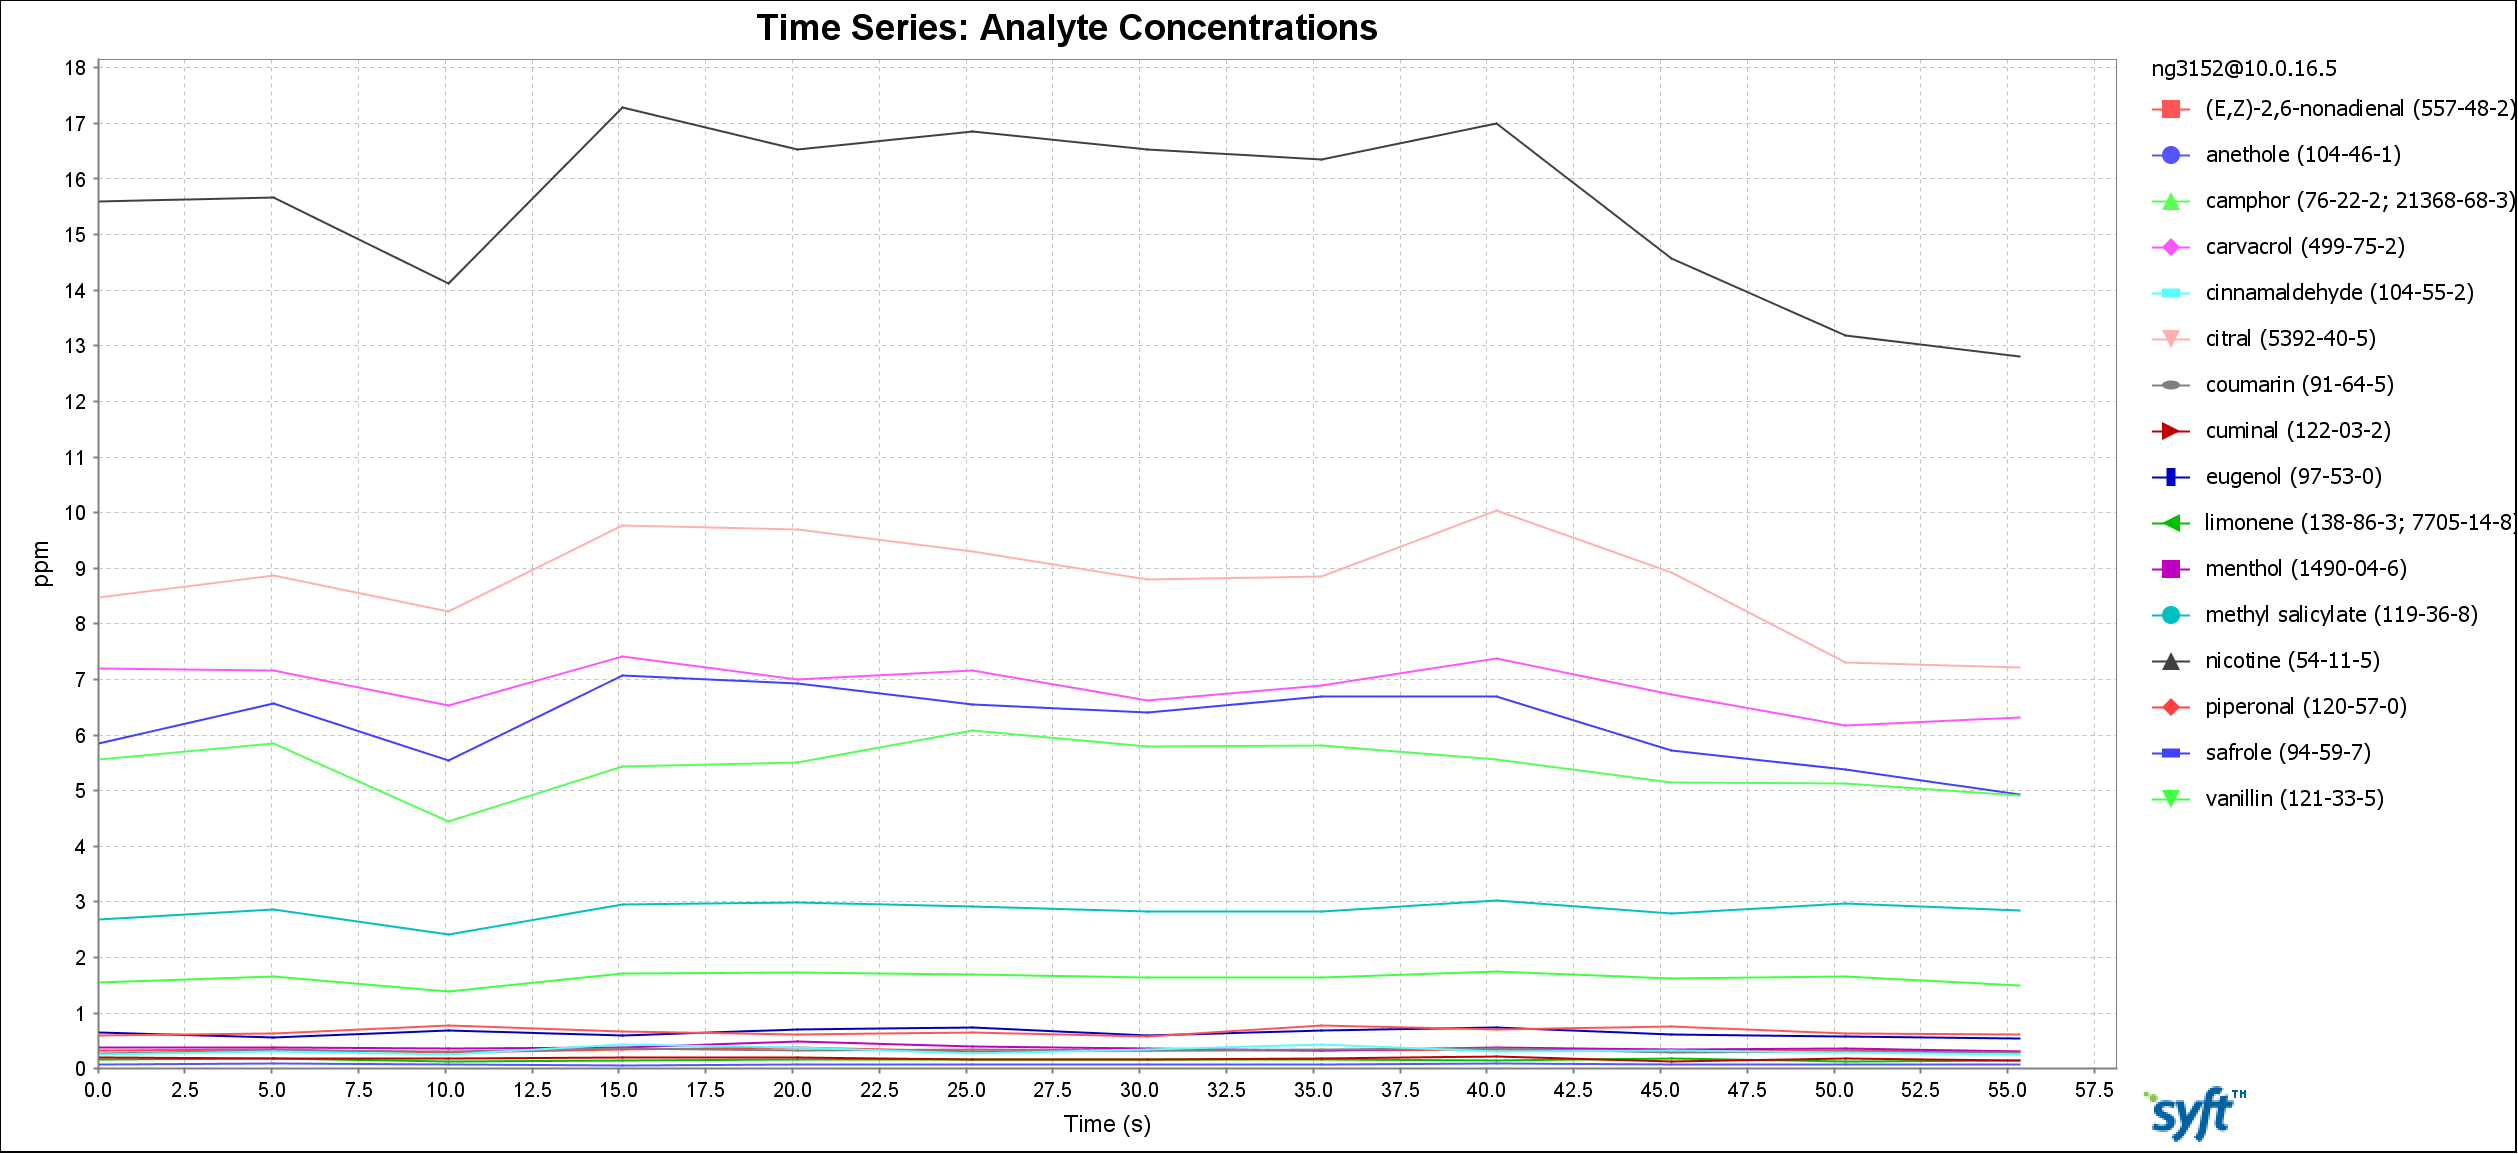 Time Series: Analyte Concentrations
18
17
16
15
14
13
12
11
10
9
8
7
6
5
4
3
2
1
0
ppm
0.0 2.5 5.0 7.5 10.0 12.5 15.0 17.5 20.0 22.5 25.0 27.5 30.0 32.5 35.0 37.5 40.0 42.5 45.0 47.5 50.0 52.5 55.0 57.5
Time (s)
ng3152@10.0.16.5
(E,Z)-2,6-nonadienal (557-48-2)
anethole (104-46-1)
camphor (76-22-2; 21368-68-3)
carvacrol (499-75-2)
cinnamaldehyde (104-55-2)
citral (5392-40-5)
coumarin (91-64-5)
cuminal (122-03-2)
eugenol (97-53-0)
limonene (138-86-3; 7705-14-8)
menthol (1490-04-6)
methyl salicylate (119-36-8)
nicotine (54-11-5)
piperonal (120-57-0)
safrole (94-59-7)
vanillin (121-33-5)
syft™